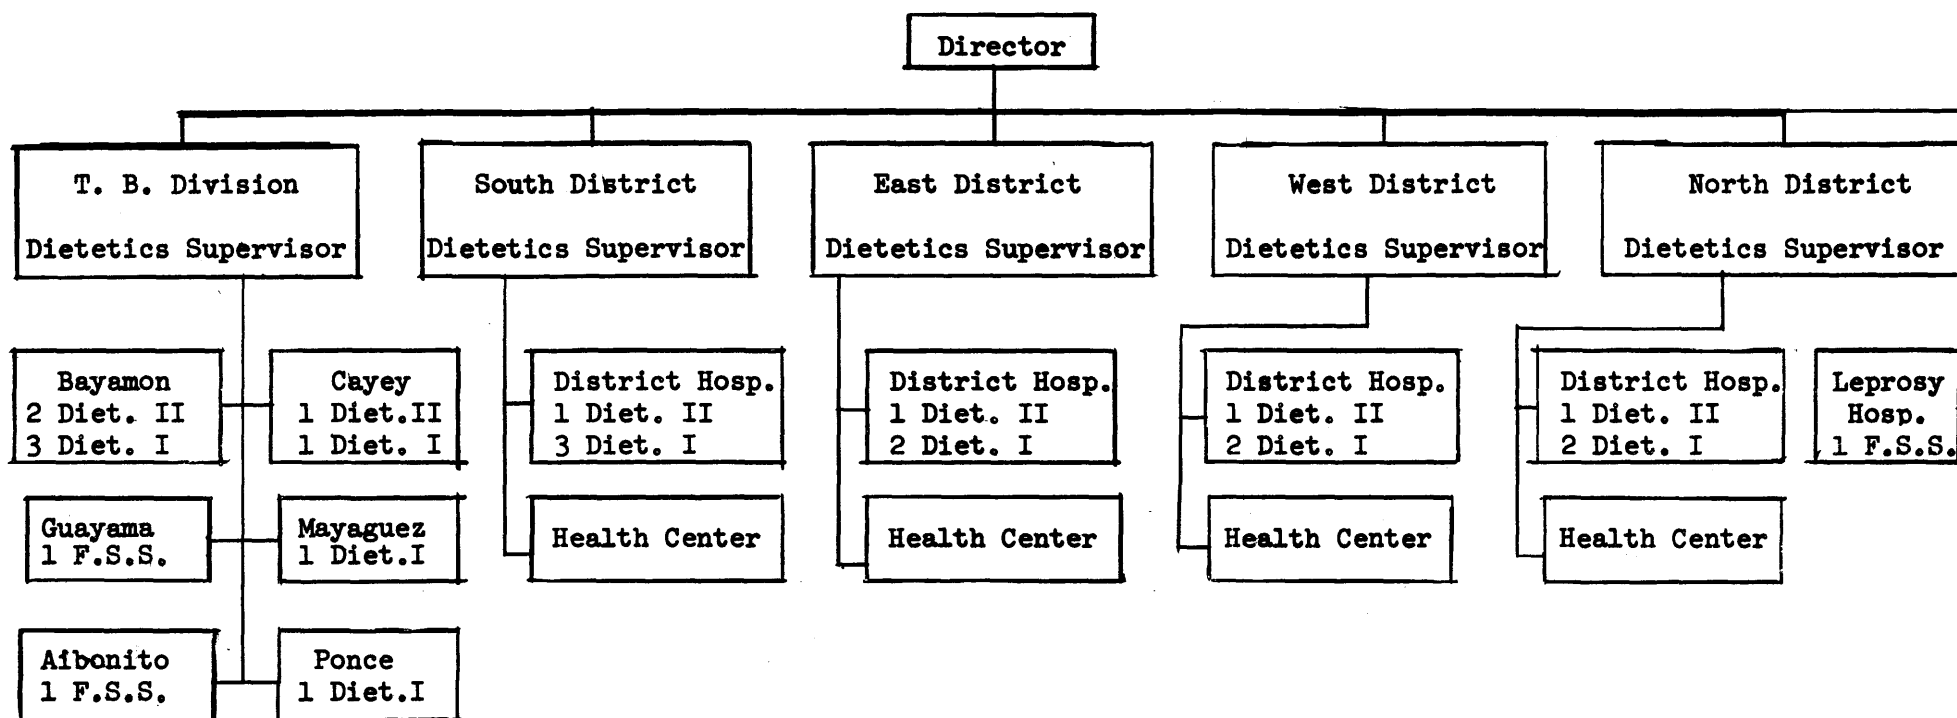 Director
T. B. Division
Dietetics Supervisor
South District
Dietetics Supervisor
East District
Dietetics Supervisor
West District
Dietetics Supervisor
North District
Dietetics Supervisor
Bayamon
2 Diet. II
3 Diet. I
Cayey
1 Diet.II
1 Diet. I
Guayama
1 F.S.S.
Mayaguez
1 Diet.I
Aibonito
1 F.S.S.
Ponce
1 Diet.I
District Hosp.
1 Diet. II
3 Diet. I
Health Center
District Hosp.
1 Diet. II
2 Diet. I
Health Center
District Hosp.
1 Diet. II
2 Diet. I
Health Center
District Hosp.
1 Diet. II
2 Diet. I
Health Center
Leprosy
Hosp.
1 F.S.S.